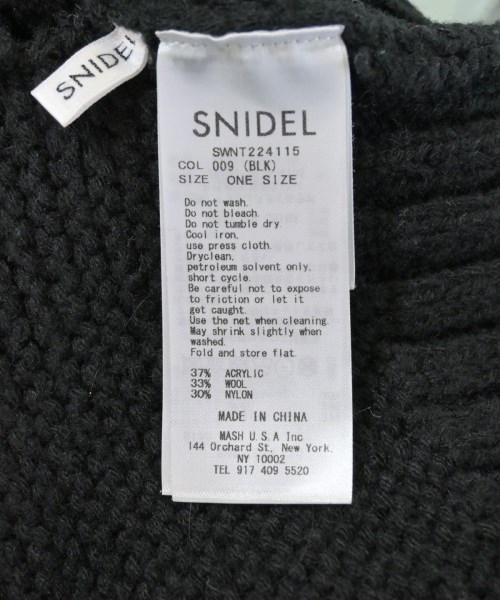 SNIDEL
SNIDEL
SWNT224115
COL 009 (BLK)
SIZE ONE SIZE
Do not wash.
Do not bleach.
Do not tumble dry.
Cool iron,
use press cloth.
Dryclean,
petroleum solvent only,
short cycle.
Be careful not to expose
to friction or let it
get caught.
Use the net when cleaning.
May shrink slightly when
washed.
Fold and store flat.
37% ACRYLIC
33% WOOL
30% NYLON
MADE IN CHINA
MASH U.S.A Inc
144 Orchard St, New York,
NY 10002
TEL 917 409 5520